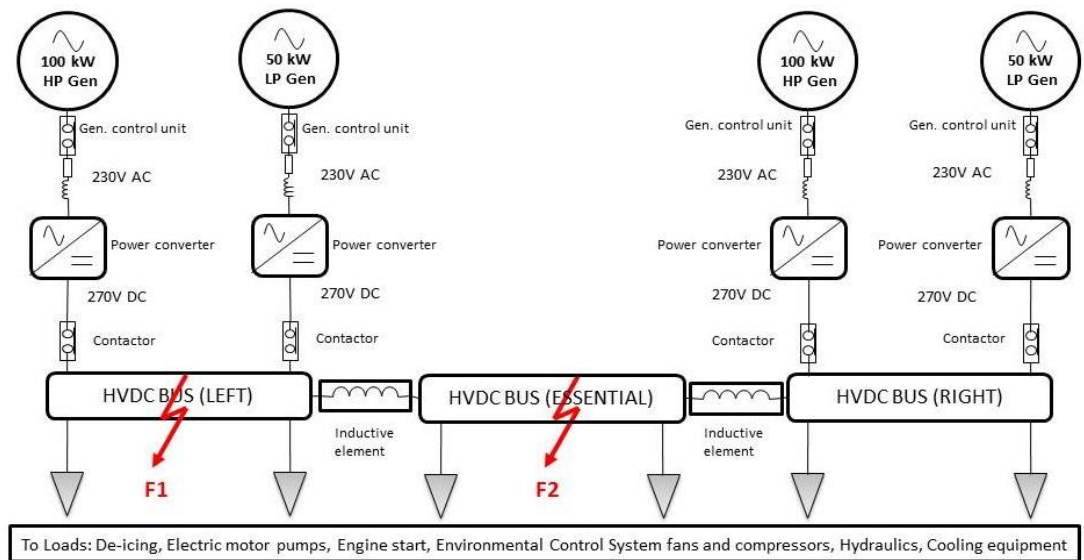 100 kW
HP Gen
50 kW
LP Gen
100 kW
HP Gen
50 kW
LP Gen
Gen. control unit
Gen. control unit
Gen. control unit
Gen. control unit
230V AC
230V AC
230V AC
230V AC
Power converter
Power converter
Power converter
Power converter
270V DC
270V DC
270V DC
270V DC
Contactor
Contactor
Contactor
Contactor
HVDC BUS (LEFT)
HVDC BUS (ESSENTIAL)
HVDC BUS (RIGHT)
Inductive
element
Inductive
element
F1
F2
To Loads: De-icing, Electric motor pumps, Engine start, Environmental Control System fans and compressors, Hydraulics, Cooling equipment